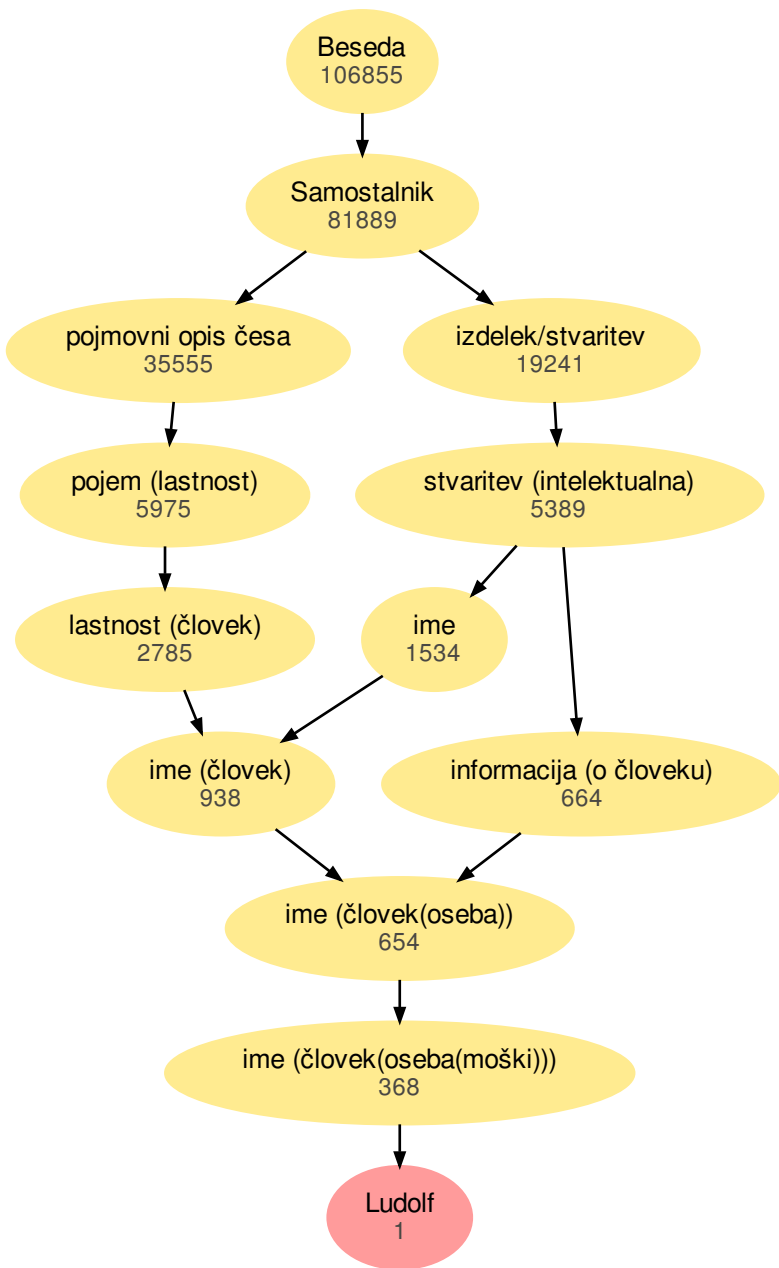 Beseda
106855
Samostalnik
81889
pojmovni opis česa
35555
izdelek/stvaritev
19241
pojem (lastnost)
5975
stvaritev (intelektualna)
5389
lastnost (človek)
2785
ime
1534
ime (človek)
938
informacija (o človeku)
664
ime (človek(oseba))
654
ime (človek(oseba(moški)))
368
Ludolf
1